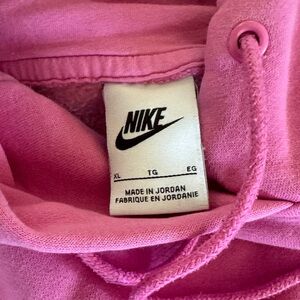 NIKE
XL TG EG
MADE IN JORDAN
FABRIQUÉ EN JORDANIE